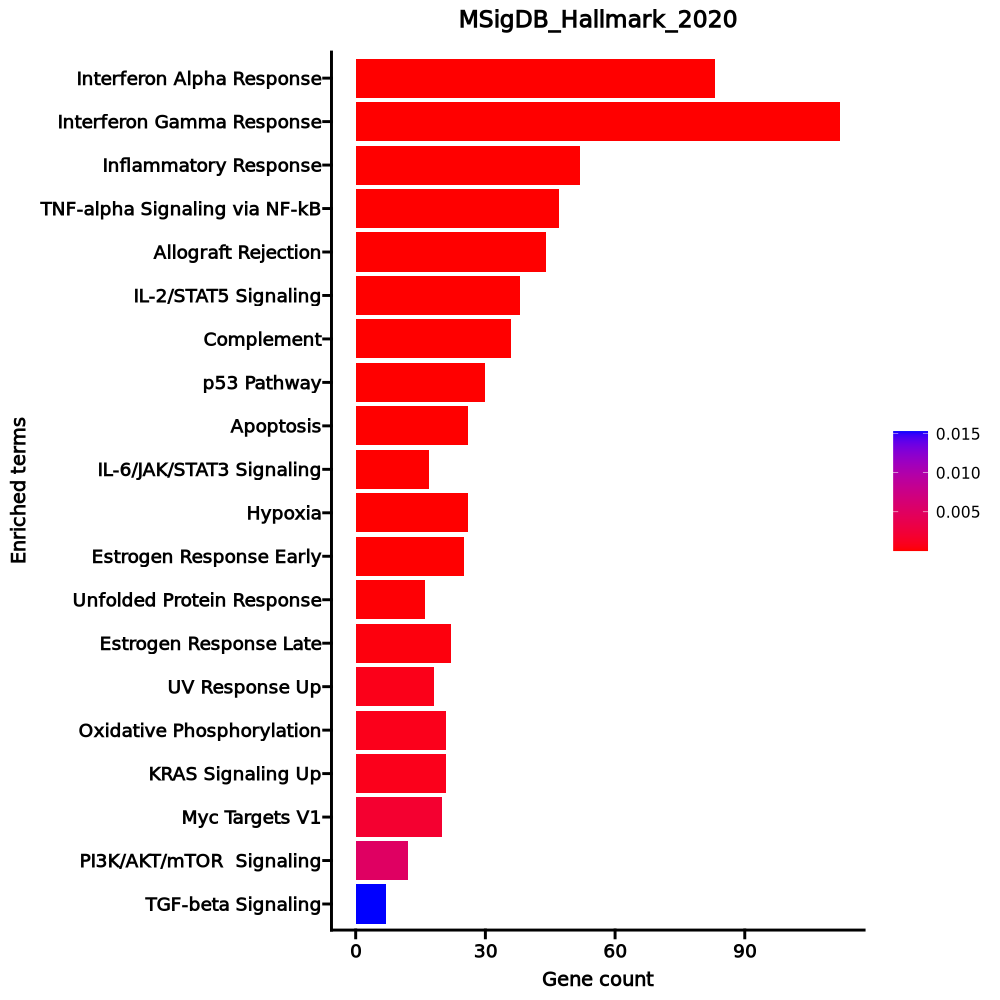 MSigDB_Hallmark_2020
Interferon Alpha Response
Interferon Gamma Response
Inflammatory Response
TNF-alpha Signaling via NF-kB
Allograft Rejection
IL-2/STAT5 Signaling
Complement
p53 Pathway
Apoptosis
IL-6/JAK/STAT3 Signaling
Hypoxia
Estrogen Response Early
Unfolded Protein Response
Estrogen Response Late
UV Response Up
Oxidative Phosphorylation
KRAS Signaling Up
Myc Targets V1
PI3K/AKT/mTOR  Signaling
TGF-beta Signaling
Enriched terms
0 30 60 90
Gene count
0.015
0.010
0.005